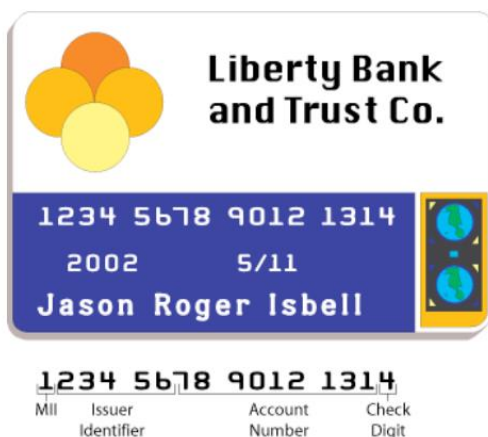 Liberty Bank
and Trust Co.
1234 5678 9012 1314
2002 5/11
Jason Roger Isbell
1234 5678 9012 1314
MII Issuer Identifier Account Number Check Digit